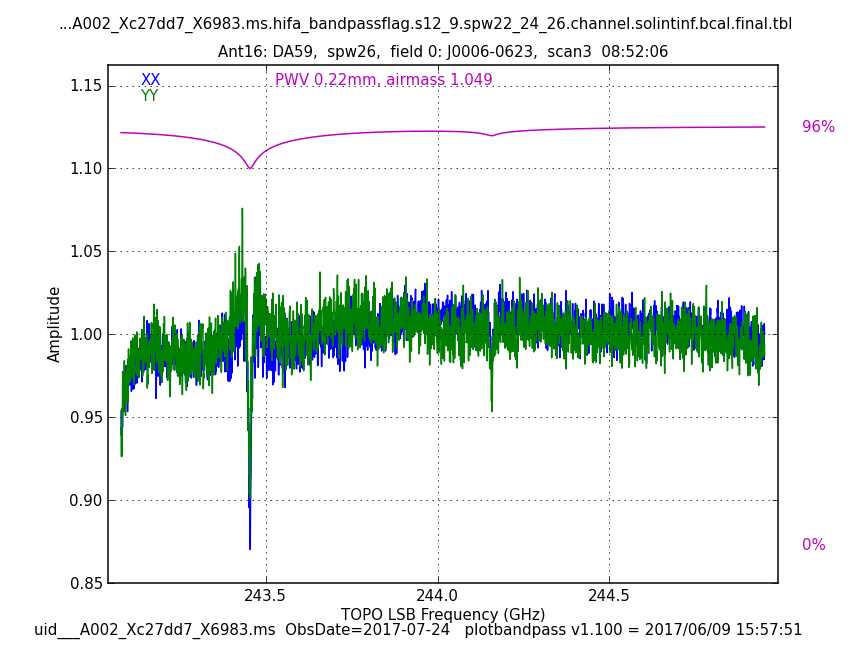 ...A002_Xc27dd7_X6983.ms.hifa_bandpassflag.s12_9.spw22_24_26.channel.solintinf.bcal.final.tbl
Ant16: DA59,  spw26,  field 0: J0006-0623,  scan3  08:52:06
XX
YY
PWV 0.22mm, airmass 1.049
96%
0%
1.15
1.10
1.05
1.00
0.95
0.90
0.85
Amplitude
243.5
244.0
244.5
TOPO LSB Frequency (GHz)
uid___A002_Xc27dd7_X6983.ms  ObsDate=2017-07-24   plotbandpass v1.100 = 2017/06/09 15:57:51